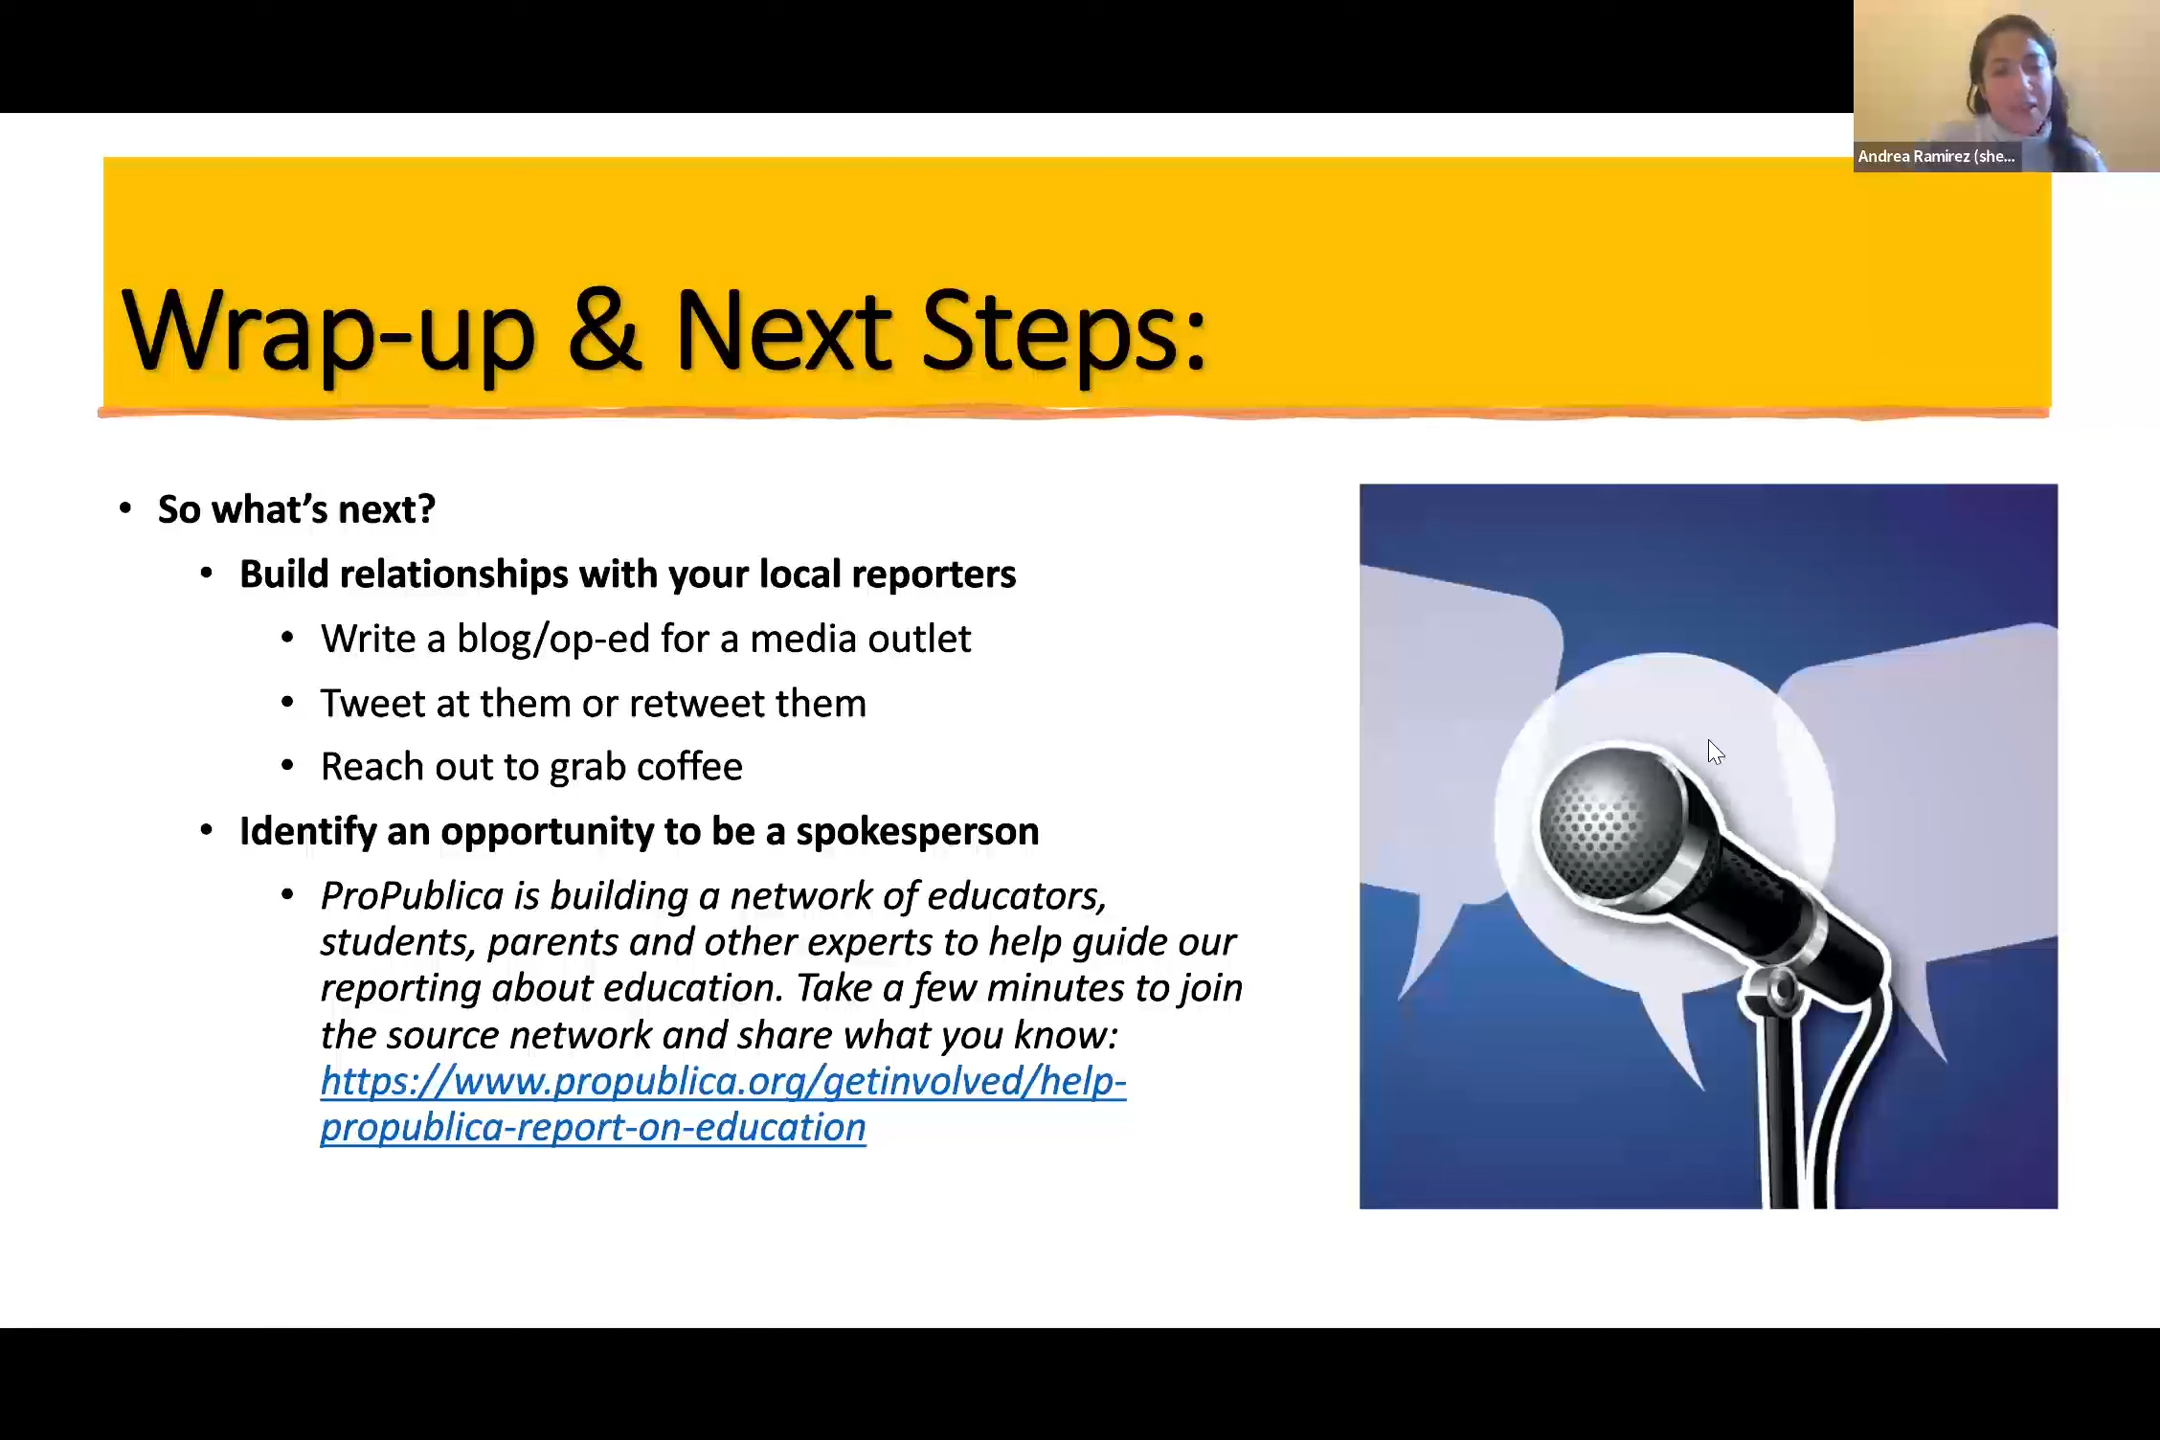 Andrea Ramirez (she...
Wrap-up & Next Steps:
• So what’s next?
• Build relationships with your local reporters
• Write a blog/op-ed for a media outlet
• Tweet at them or retweet them
• Reach out to grab coffee
• Identify an opportunity to be a spokesperson
• ProPublica is building a network of educators,
students, parents and other experts to help guide our
reporting about education. Take a few minutes to join
the source network and share what you know:
https://www.propublica.org/getinvolved/help-
propublica-report-on-education